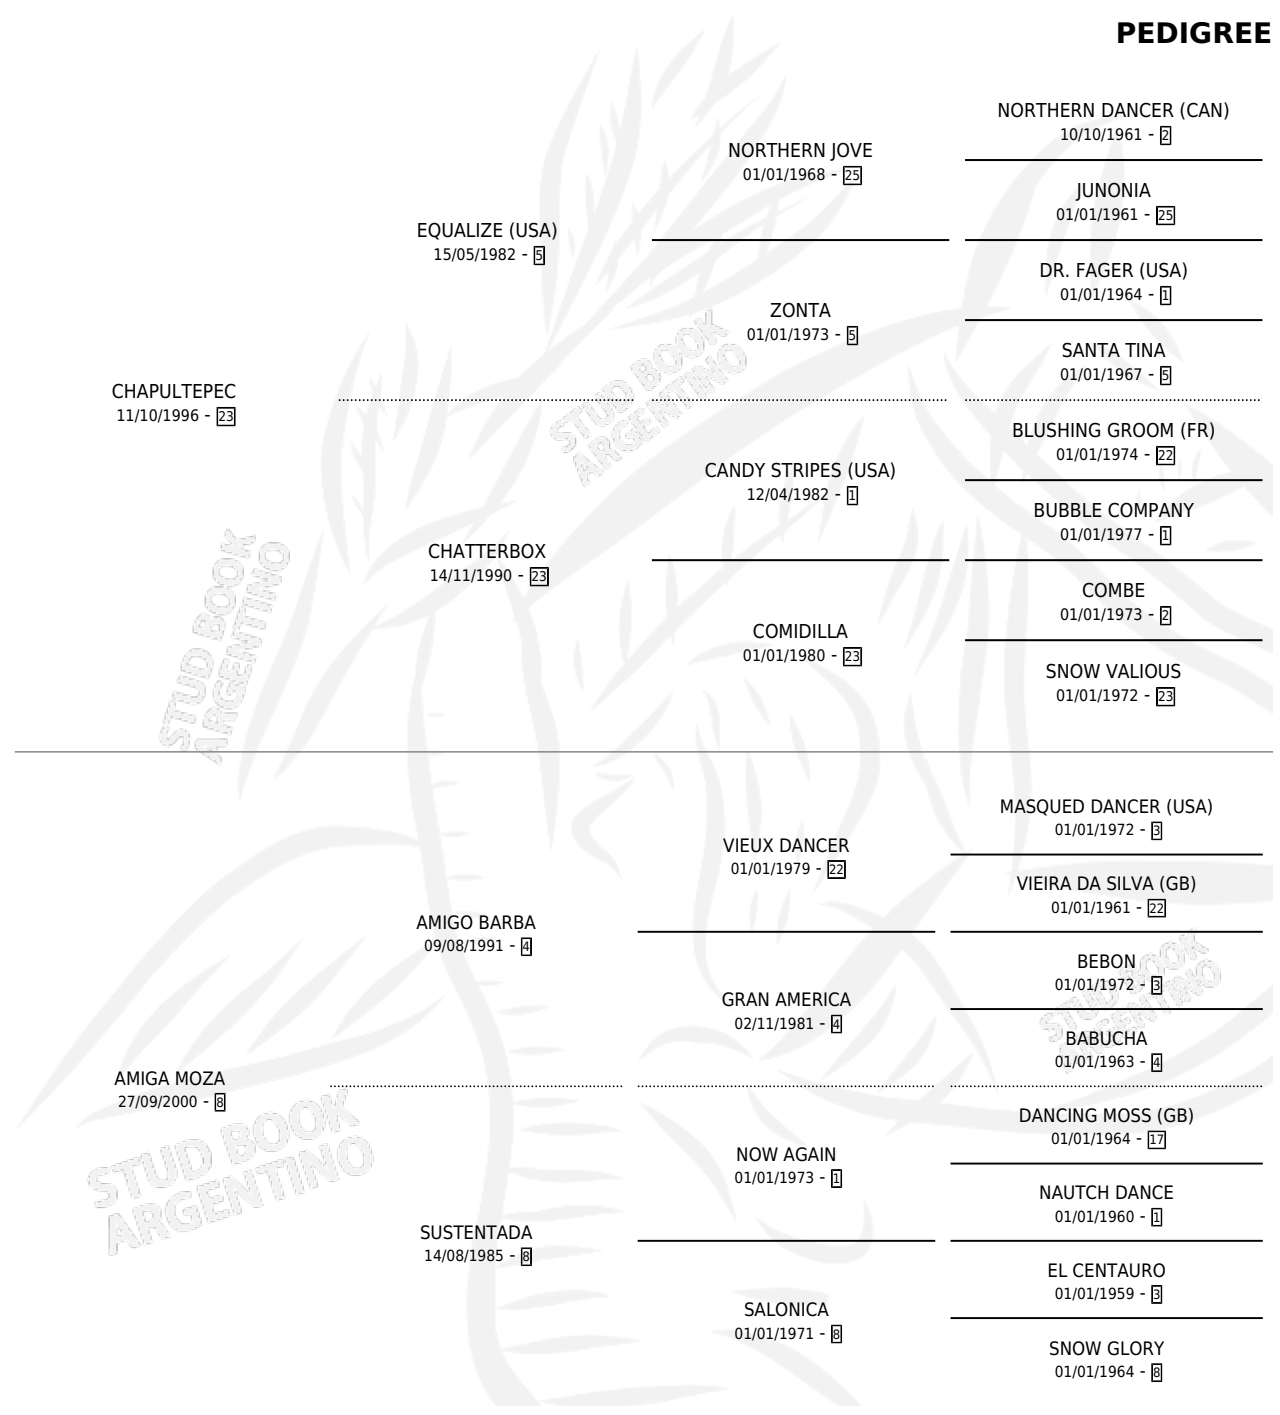 PEDIGREE
NORTHERN DANCER (CAN)
10/10/1961 - 2
NORTHERN JOVE
01/01/1968 - 25
JUNONIA
01/01/1961 - 25
EQUALIZE (USA)
15/05/1982 - 5
DR. FAGER (USA)
01/01/1964 - 1
ZONTA
01/01/1973 - 5
SANTA TINA
01/01/1967 - 5
CHAPULTEPEC
11/10/1996 - 23
STUD BOOK
ARGENTINO
BLUSHING GROOM (FR)
01/01/1974 - 22
CANDY STRIPES (USA)
12/04/1982 - 1
BUBBLE COMPANY
01/01/1977 - 1
CHATTERBOX
14/11/1990 - 23
COMBE
01/01/1973 - 2
COMIDILLA
01/01/1980 - 23
SNOW VALIOUS
01/01/1972 - 23
STUD BOOK
ARGENTINO
MASQUED DANCER (USA)
01/01/1972 - 3
VIEUX DANCER
01/01/1979 - 22
VIEIRA DA SILVA (GB)
01/01/1961 - 22
AMIGO BARBA
09/08/1991 - 4
BEBON
01/01/1972 - 3
GRAN AMERICA
02/11/1981 - 4
STUD BOOK
ARGENTINO
BABUCHA
01/01/1963 - 4
AMIGA MOZA
27/09/2000 - 8
DANCING MOSS (GB)
01/01/1964 - 17
NOW AGAIN
01/01/1973 - 1
STUD BOOK
ARGENTINO
NAUTCH DANCE
01/01/1960 - 1
SUSTENTADA
14/08/1985 - 8
EL CENTAURO
01/01/1959 - 3
SALONICA
01/01/1971 - 8
SNOW GLORY
01/01/1964 - 8